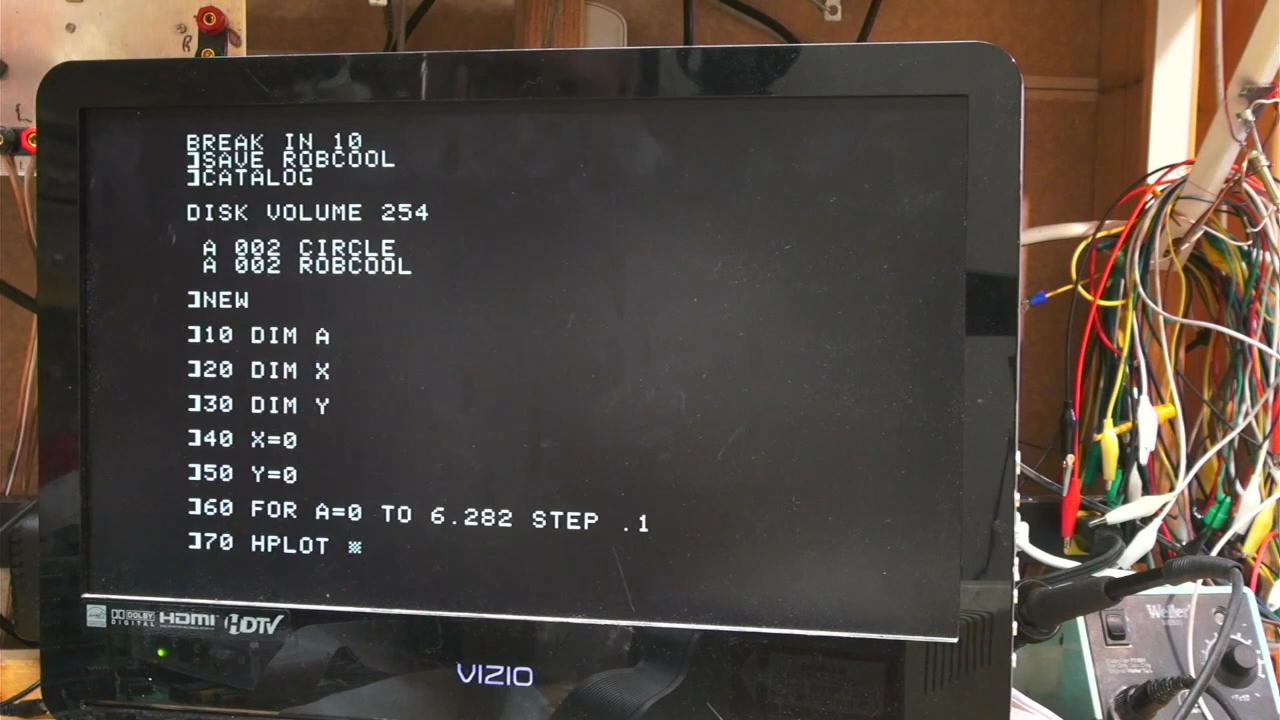 R
L
BREAK IN 10
]SAVE ROBCOOL
]CATALOG
DISK VOLUME 254
A 002 CIRCLE
A 002 ROBCOOL
]NEW
]10 DIM A
]20 DIM X
]30 DIM Y
]40 X=0
]50 Y=0
]60 FOR A=0 TO 6.282 STEP .1
]70 HPLOT
DOLBY DIGITAL HDMI HDTV
VIZIO
Weller